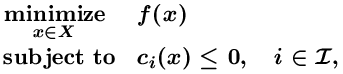 minimize f(x)
x∈X
subject to c_i(x) ≤ 0, i ∈ ℐ,